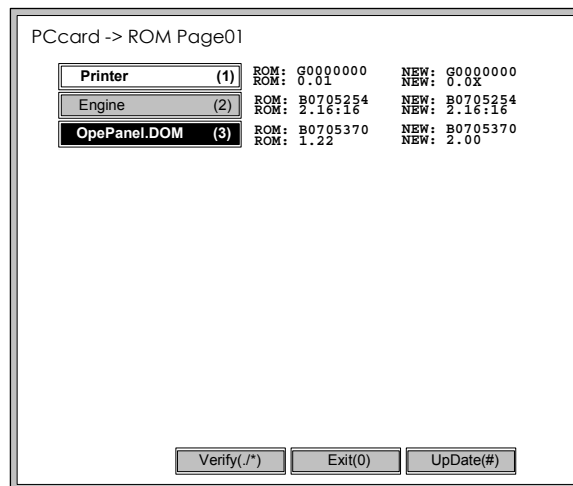 PCcard -> ROM Page01
Printer (1) ROM: G0000000 NEW: G0000000
ROM: 0.01 NEW: 0.0X
Engine (2) ROM: B0705254 NEW: B0705254
ROM: 2.16:16 NEW: 2.16:16
OpePanel.DOM (3) ROM: B0705370 NEW: B0705370
ROM: 1.22 NEW: 2.00
Verify(./*) Exit(0) UpDate(#)